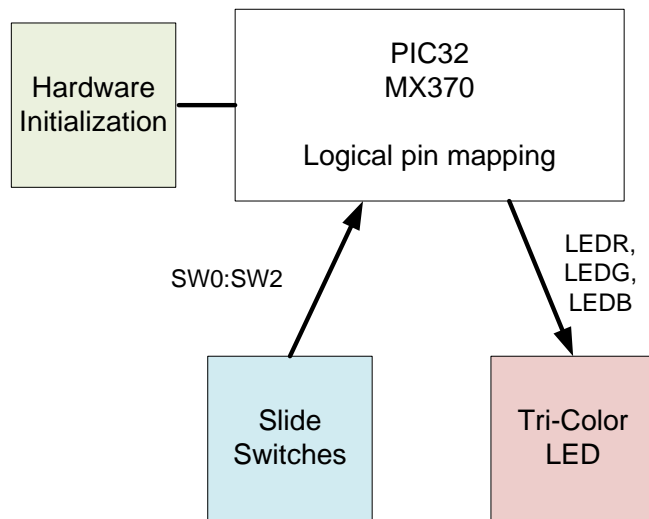 Hardware
Initialization
PIC32
MX370
Logical pin mapping
SW0:SW2
LEDR,
LEDG,
LEDB
Slide
Switches
Tri-Color
LED